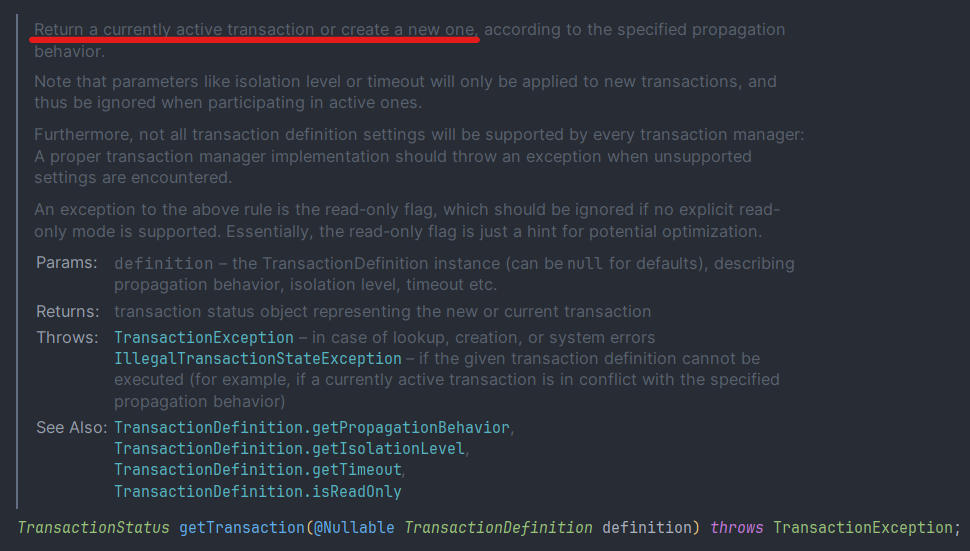 Return a currently active transaction or create a new one, according to the specified propagation
behavior.
Note that parameters like isolation level or timeout will only be applied to new transactions, and
thus be ignored when participating in active ones.
Furthermore, not all transaction definition settings will be supported by every transaction manager:
A proper transaction manager implementation should throw an exception when unsupported
settings are encountered.
An exception to the above rule is the read-only flag, which should be ignored if no explicit read-
only mode is supported. Essentially, the read-only flag is just a hint for potential optimization.
Params: definition – the TransactionDefinition instance (can be null for defaults), describing
propagation behavior, isolation level, timeout etc.
Returns: transaction status object representing the new or current transaction
Throws: TransactionException – in case of lookup, creation, or system errors
IllegalTransactionStateException – if the given transaction definition cannot be
executed (for example, if a currently active transaction is in conflict with the specified
propagation behavior)
See Also: TransactionDefinition.getPropagationBehavior,
TransactionDefinition.getIsolationLevel,
TransactionDefinition.getTimeout,
TransactionDefinition.isReadOnly
TransactionStatus getTransaction(@Nullable TransactionDefinition definition) throws TransactionException;